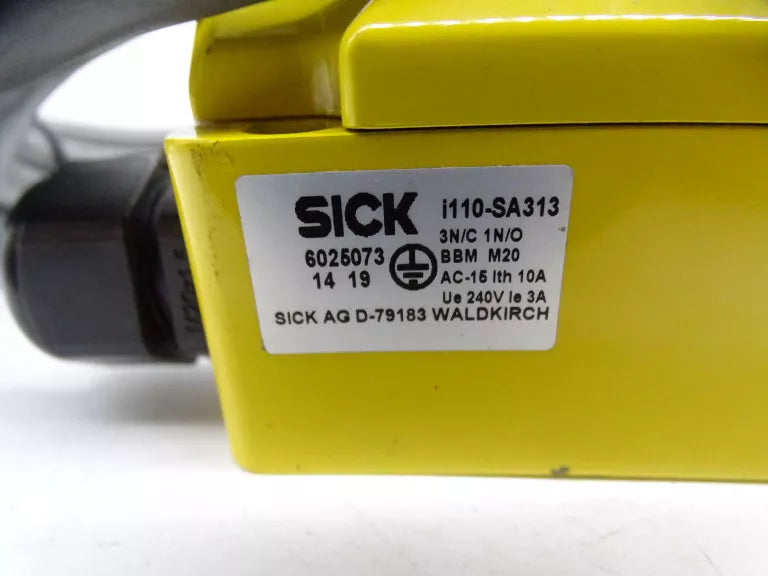 SICK i110-SA313
3N/C 1N/O
6025073 BBM M20
14 19 AC-15 Ith 10A
Ue 240V Ie 3A
SICK AG D-79183 WALDKIRCH